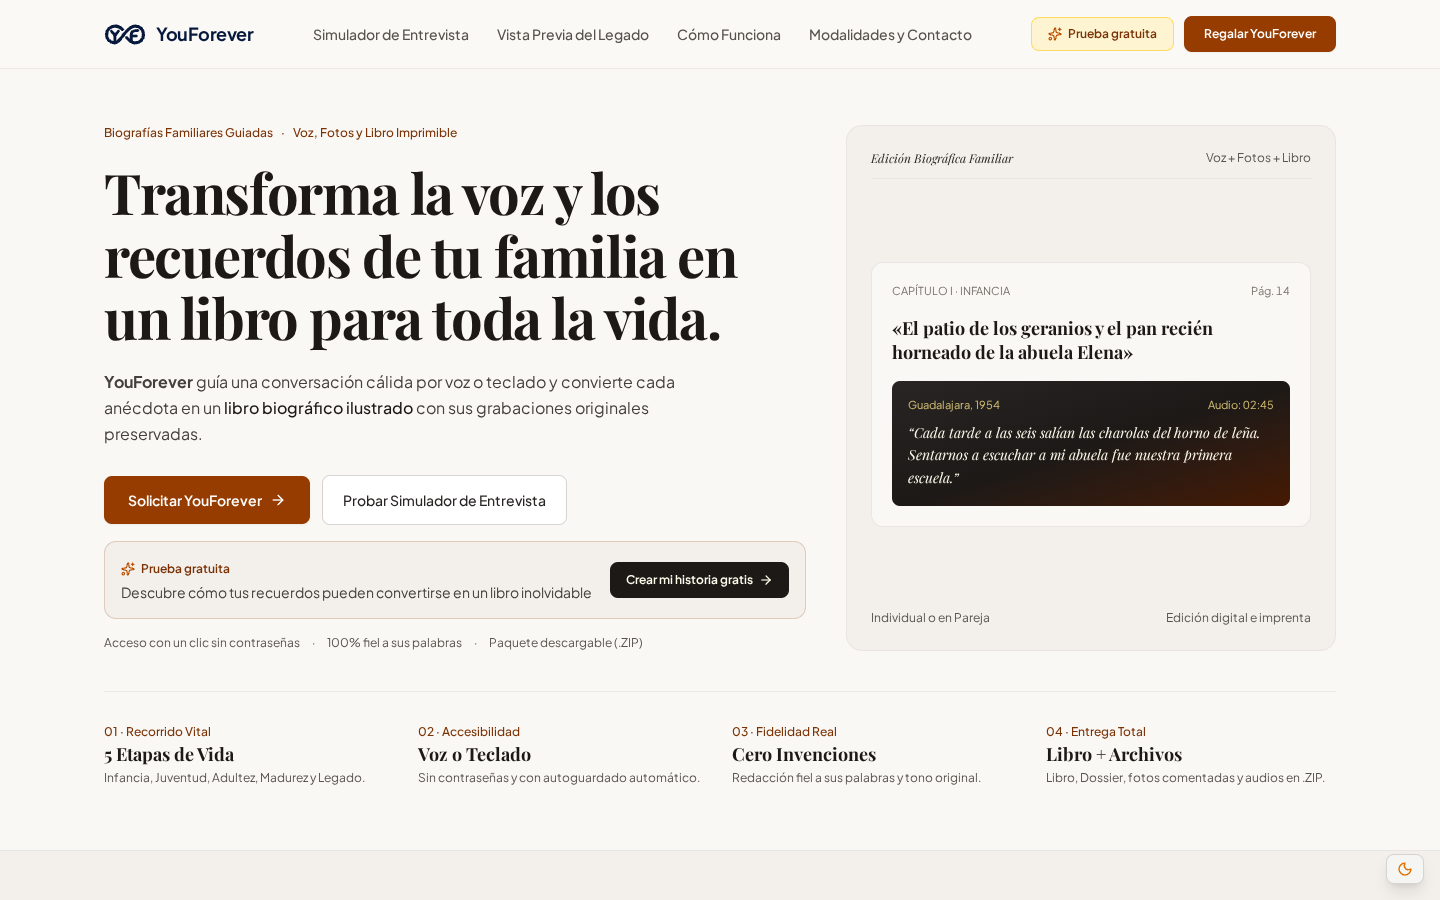 YouForever
Simulador de Entrevista
Vista Previa del Legado
Cómo Funciona
Modalidades y Contacto
Prueba gratuita
Regalar YouForever
Biografías Familiares Guiadas · Voz, Fotos y Libro Imprimible
Transforma la voz y los
recuerdos de tu familia en
un libro para toda la vida.
YouForever guía una conversación cálida por voz o teclado y convierte cada
anécdota en un libro biográfico ilustrado con sus grabaciones originales
preservadas.
Solicitar YouForever
Probar Simulador de Entrevista
Prueba gratuita
Descubre cómo tus recuerdos pueden convertirse en un libro inolvidable
Crear mi historia gratis
Acceso con un clic sin contraseñas · 100% fiel a sus palabras · Paquete descargable (.ZIP)
Edición Biográfica Familiar
Voz + Fotos + Libro
CAPÍTULO I · INFANCIA
Pág. 14
«El patio de los geranios y el pan recién
horneado de la abuela Elena»
Guadalajara, 1954
Audio: 02:45
“Cada tarde a las seis salían las charolas del horno de leña.
Sentarnos a escuchar a mi abuela fue nuestra primera
escuela.”
Individual o en Pareja
Edición digital e imprenta
01 · Recorrido Vital
5 Etapas de Vida
Infancia, Juventud, Adultez, Madurez y Legado.
02 · Accesibilidad
Voz o Teclado
Sin contraseñas y con autoguardado automático.
03 · Fidelidad Real
Cero Invenciones
Redacción fiel a sus palabras y tono original.
04 · Entrega Total
Libro + Archivos
Libro, Dossier, fotos comentadas y audios en .ZIP.